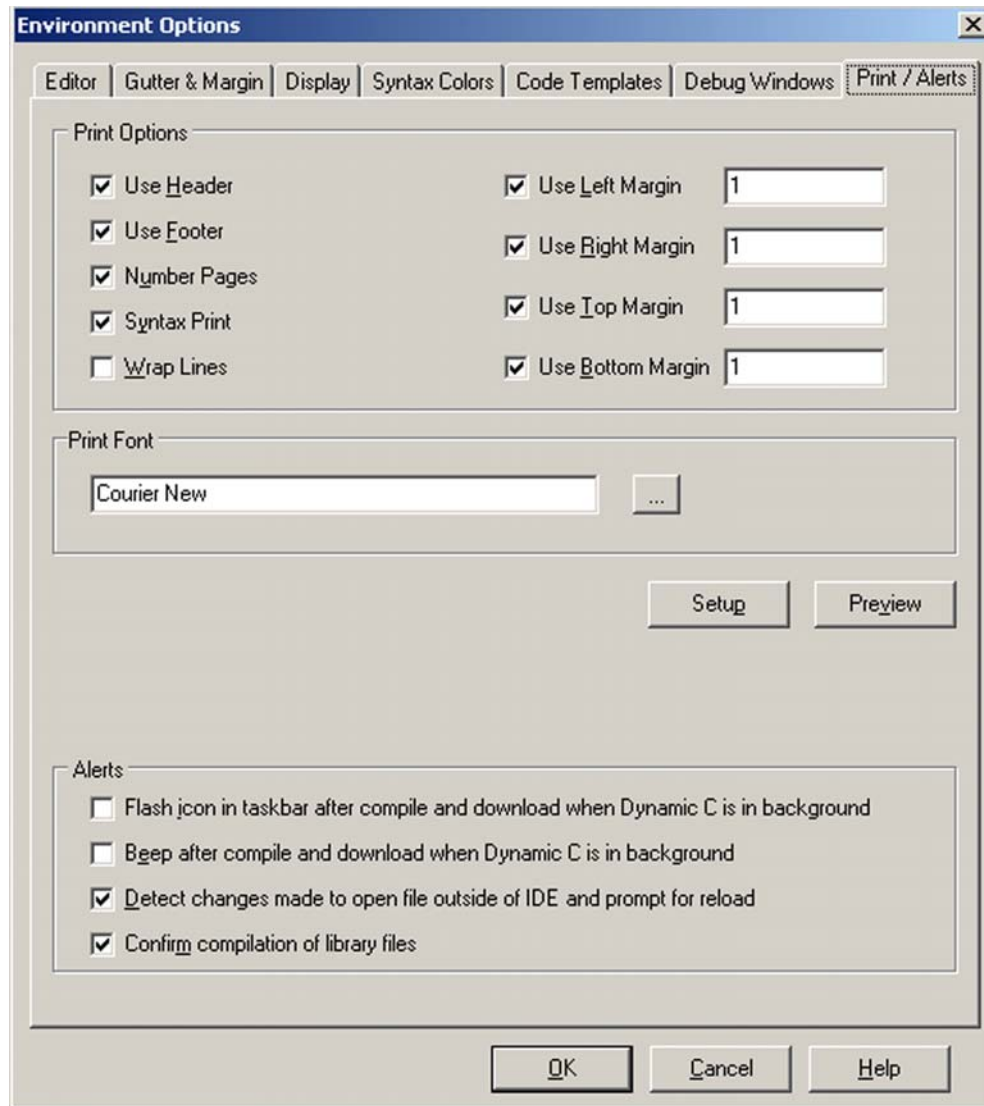 Environment Options
Editor Gutter & Margin Display Syntax Colors Code Templates Debug Windows Print / Alerts
Print Options
Use Header
Use Footer
Number Pages
Syntax Print
Wrap Lines
Use Left Margin 1
Use Right Margin 1
Use Top Margin 1
Use Bottom Margin 1
Print Font
Courier New
...
Setup Preview
Alerts
Flash icon in taskbar after compile and download when Dynamic C is in background
Beep after compile and download when Dynamic C is in background
Detect changes made to open file outside of IDE and prompt for reload
Confirm compilation of library files
OK Cancel Help